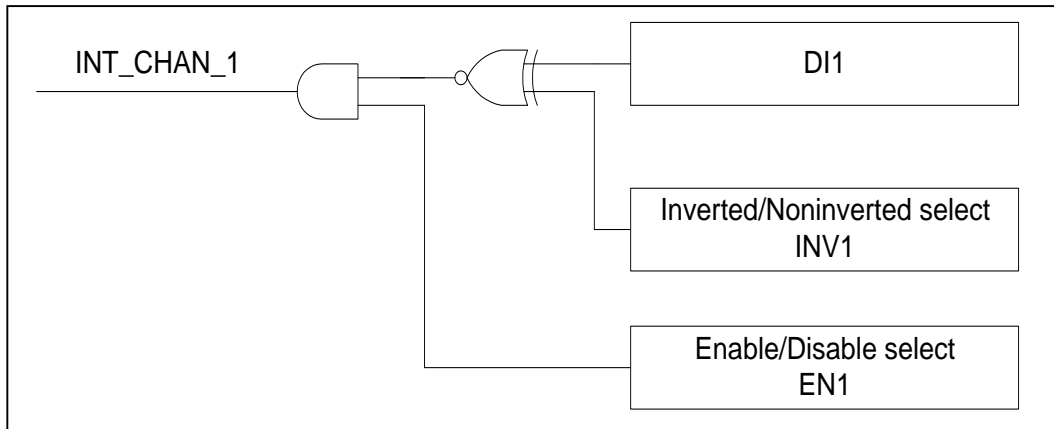 INT_CHAN_1
DI1
Inverted/Noninverted select
INV1
Enable/Disable select
EN1